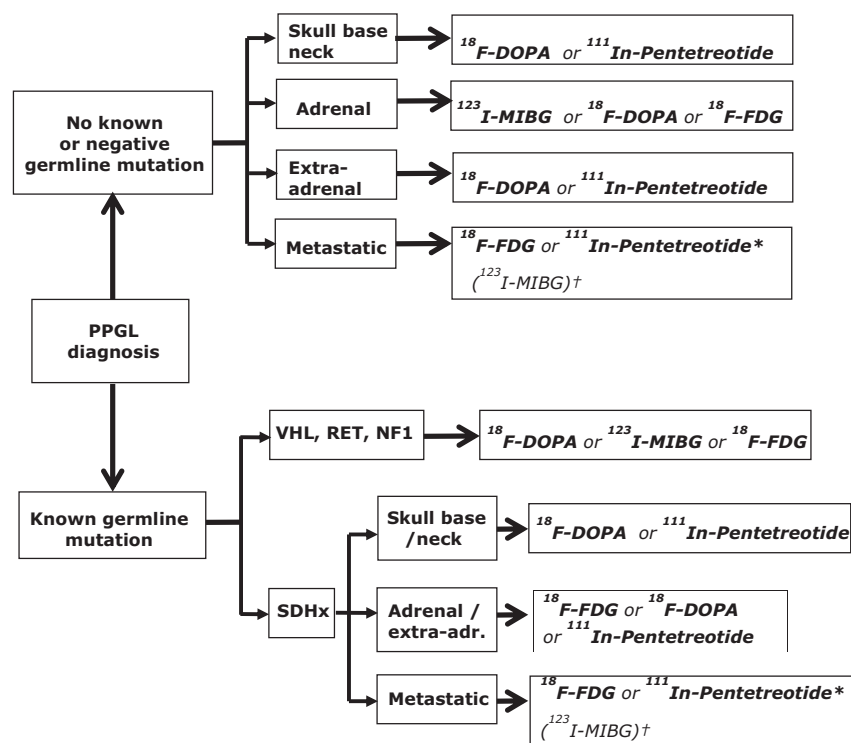 Skull base
neck
¹⁸F-DOPA or ¹¹¹In-Pentetreotide
No known
or negative
germline mutation
Adrenal
¹²³I-MIBG or ¹⁸F-DOPA or ¹⁸F-FDG
Extra-
adrenal
¹⁸F-DOPA or ¹¹¹In-Pentetreotide
Metastatic
¹⁸F-FDG or ¹¹¹In-Pentetreotide*
(¹²³I-MIBG)†
PPGL
diagnosis
Known germline
mutation
VHL, RET, NF1
¹⁸F-DOPA or ¹²³I-MIBG or ¹⁸F-FDG
SDHx
Skull base
/neck
¹⁸F-DOPA or ¹¹¹In-Pentetreotide
Adrenal /
extra-adr.
¹⁸F-FDG or ¹⁸F-DOPA
or ¹¹¹In-Pentetreotide
Metastatic
¹⁸F-FDG or ¹¹¹In-Pentetreotide*
(¹²³I-MIBG)†